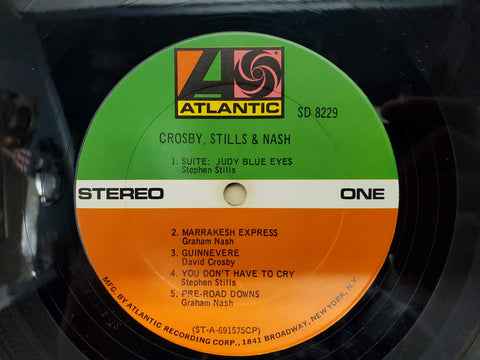 ATLANTIC
SD 8229
CROSBY, STILLS & NASH
1. SUITE: JUDY BLUE EYES
Stephen Stills
STEREO ONE
2. MARRAKESH EXPRESS
Graham Nash
3. GUINNEVERE
David Crosby
4. YOU DON'T HAVE TO CRY
Stephen Stills
5. PRE-ROAD DOWNS
Graham Nash
(ST-A-691575CP)
MFG. BY ATLANTIC RECORDING CORP., 1841 BROADWAY, NEW YORK, N.Y.